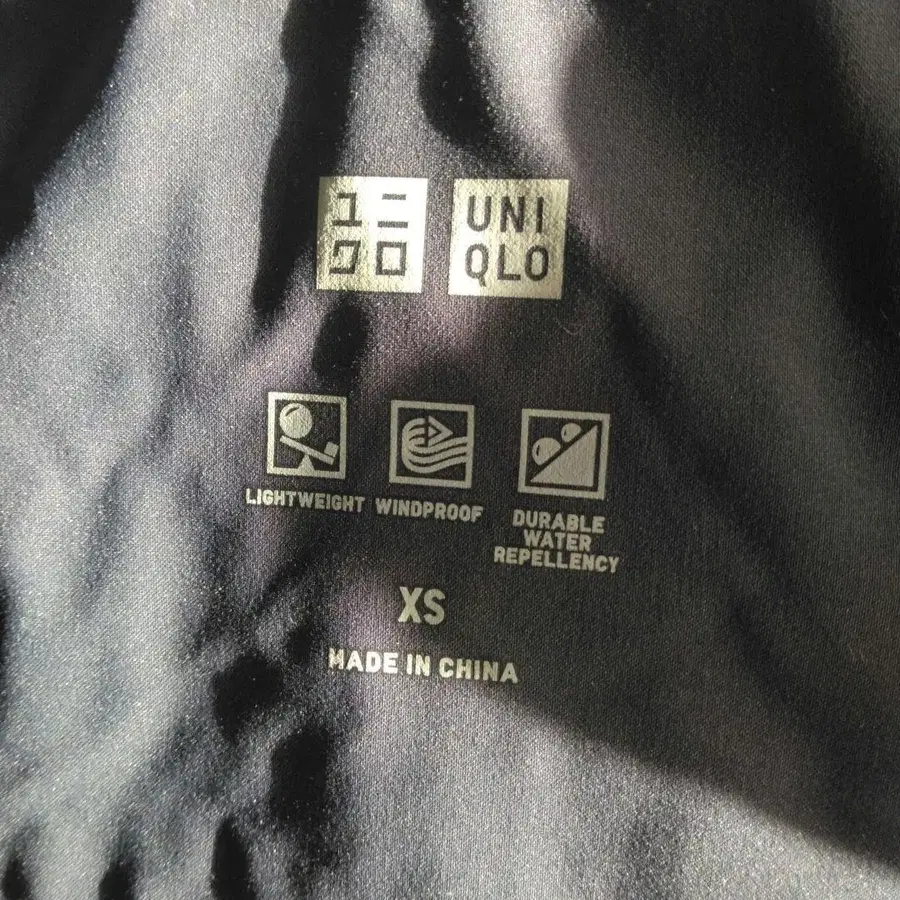 ユニ
クロ
UNI
QLO
LIGHTWEIGHT
WINDPROOF
DURABLE
WATER
REPELLENCY
XS
MADE IN CHINA